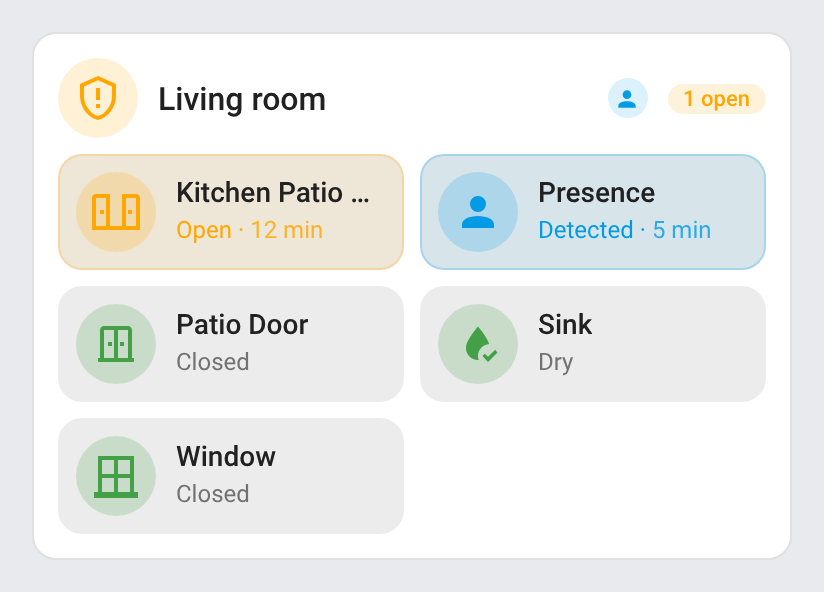 Living room
1 open
Kitchen Patio ...
Open · 12 min
Presence
Detected · 5 min
Patio Door
Closed
Sink
Dry
Window
Closed